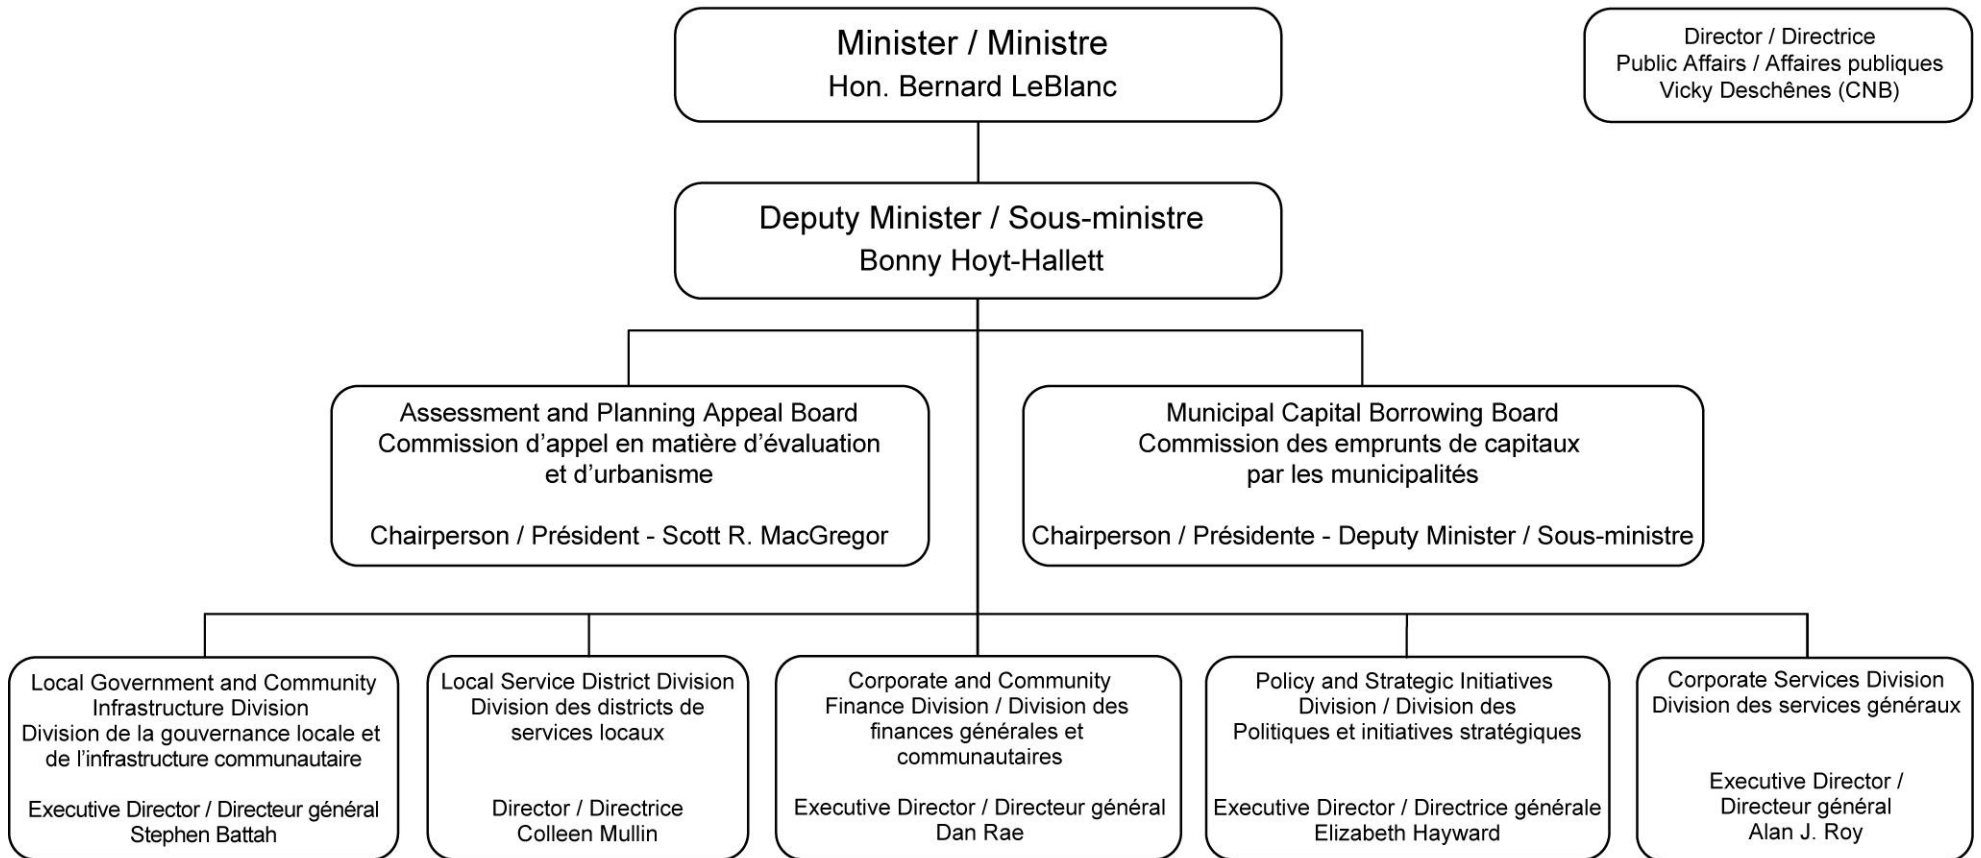 Minister / Ministre
Hon. Bernard LeBlanc
Director / Directrice
Public Affairs / Affaires publiques
Vicky Deschênes (CNB)
Deputy Minister / Sous-ministre
Bonny Hoyt-Hallett
Assessment and Planning Appeal Board
Commission d'appel en matière d'évaluation
et d'urbanisme
Chairperson / Président - Scott R. MacGregor
Municipal Capital Borrowing Board
Commission des emprunts de capitaux
par les municipalités
Chairperson / Présidente - Deputy Minister / Sous-ministre
Local Government and Community
Infrastructure Division
Division de la gouvernance locale et
de l'infrastructure communautaire
Executive Director / Directeur général
Stephen Battah
Local Service District Division
Division des districts de
services locaux
Director / Directrice
Colleen Mullin
Corporate and Community
Finance Division / Division des
finances générales et
communautaires
Executive Director / Directeur général
Dan Rae
Policy and Strategic Initiatives
Division / Division des
Politiques et initiatives stratégiques
Executive Director / Directrice générale
Elizabeth Hayward
Corporate Services Division
Division des services généraux
Executive Director /
Directeur général
Alan J. Roy